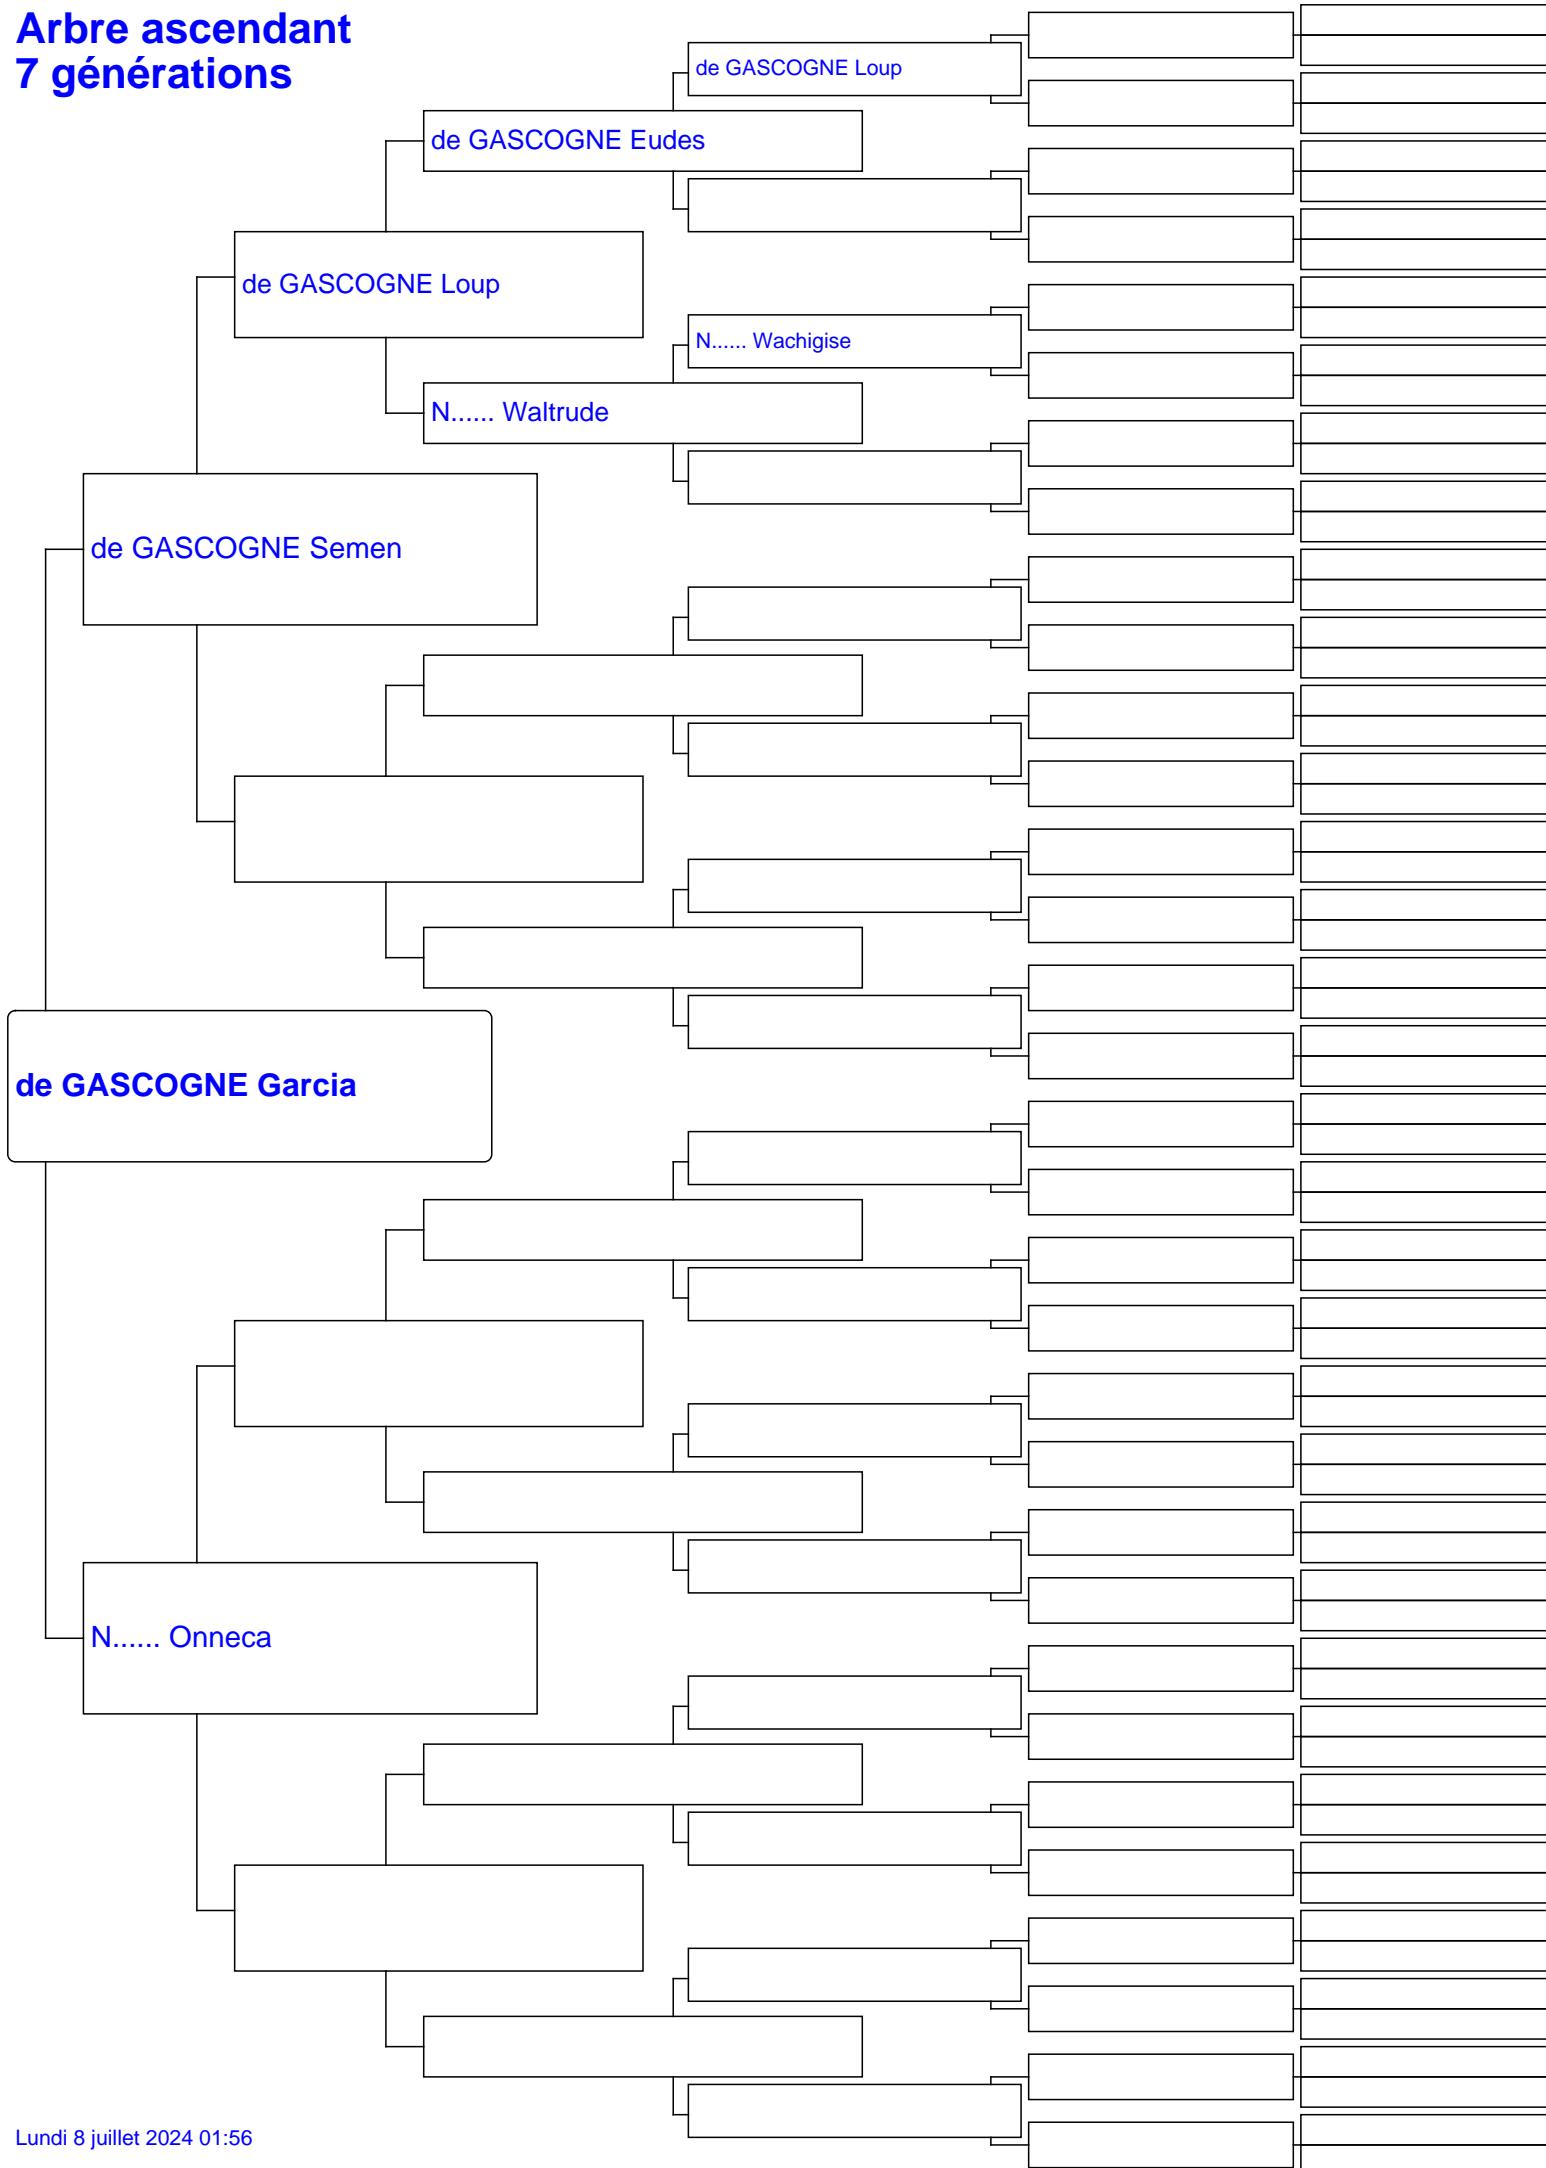 Arbre ascendant
7 générations
de GASCOGNE Loup
de GASCOGNE Eudes
de GASCOGNE Loup
N...... Wachigise
N...... Waltrude
de GASCOGNE Semen
de GASCOGNE Garcia
N...... Onneca
Lundi 8 juillet 2024 01:56